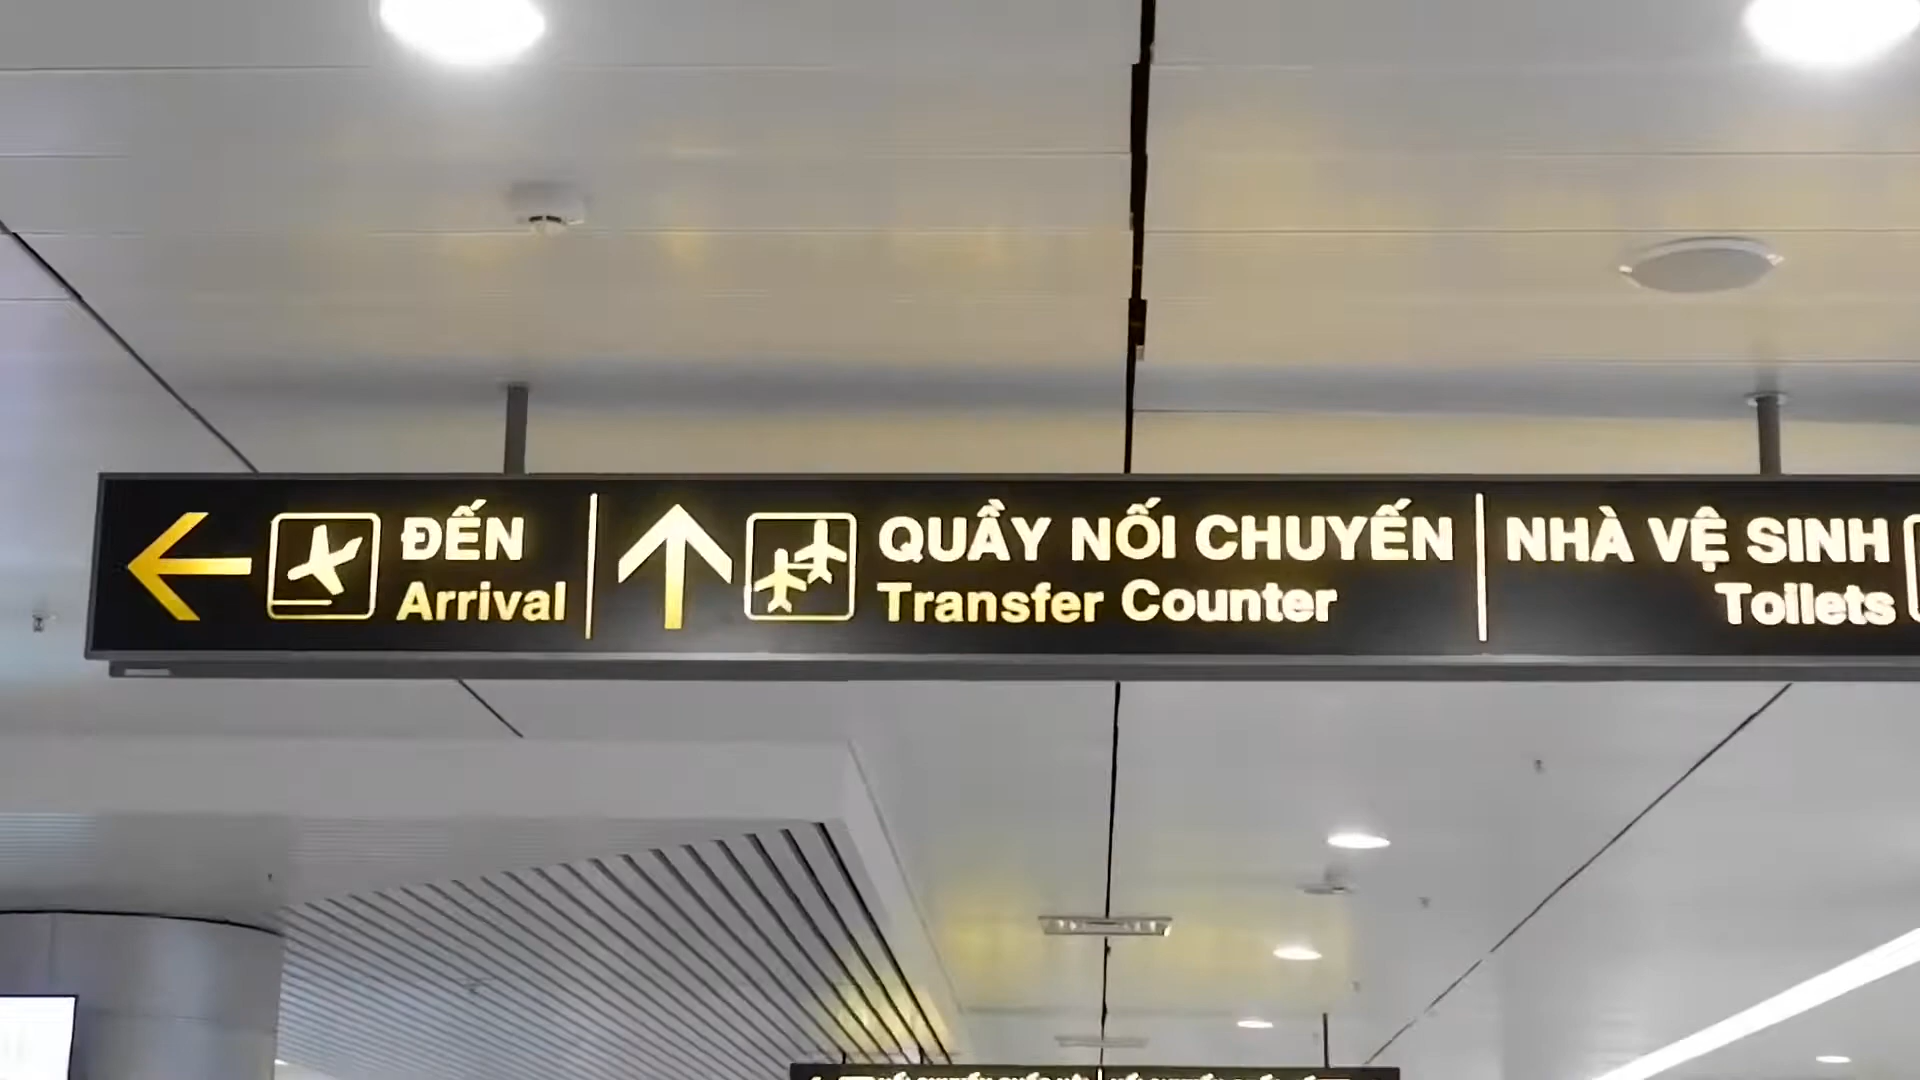 ĐẾN
Arrival
QUẦY NỐI CHUYẾN
Transfer Counter
NHÀ VỆ SINH
Toilets